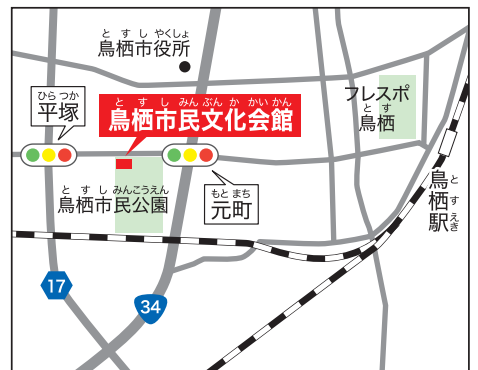 とすしやくしょ
鳥栖市役所
ひらつか
平塚
とすしみんぶんかかいかん
鳥栖市民文化会館
フレスポ
とす
鳥栖
とすしみんこうえん
鳥栖市民公園
もとまち
元町
とすえき
鳥栖駅
17
34